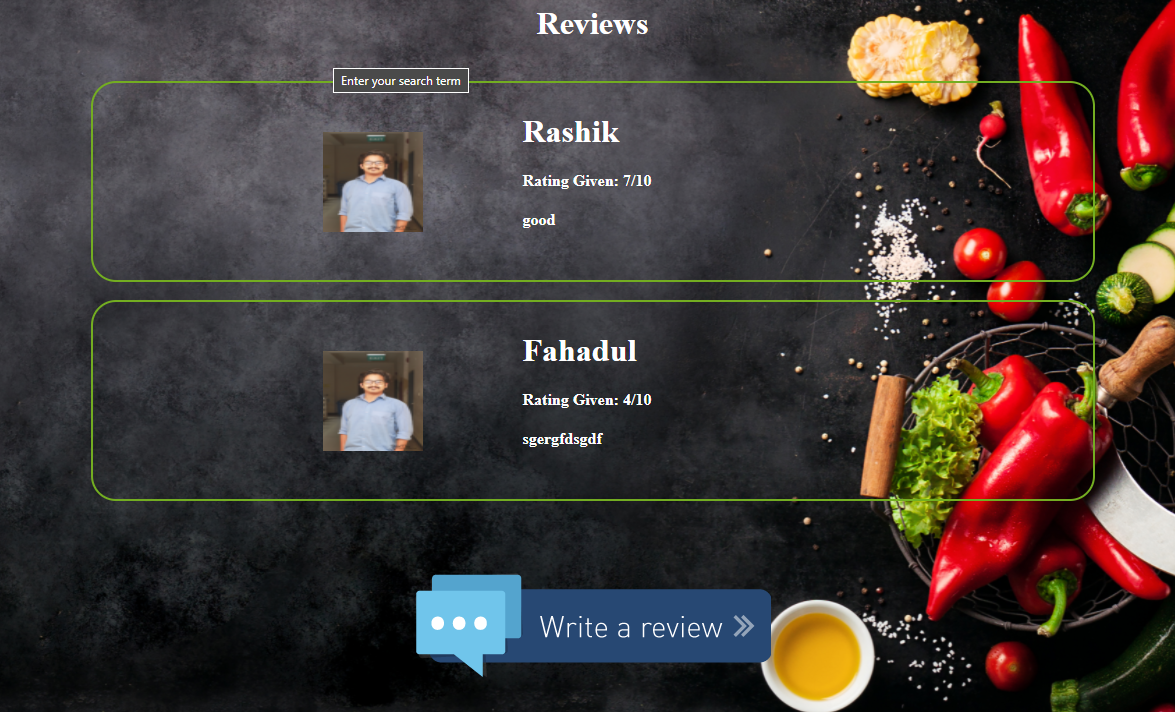 Reviews
Enter your search term
Rashik
Rating Given: 7/10
good
Fahadul
Rating Given: 4/10
sgergfdsgdf
Write a review »